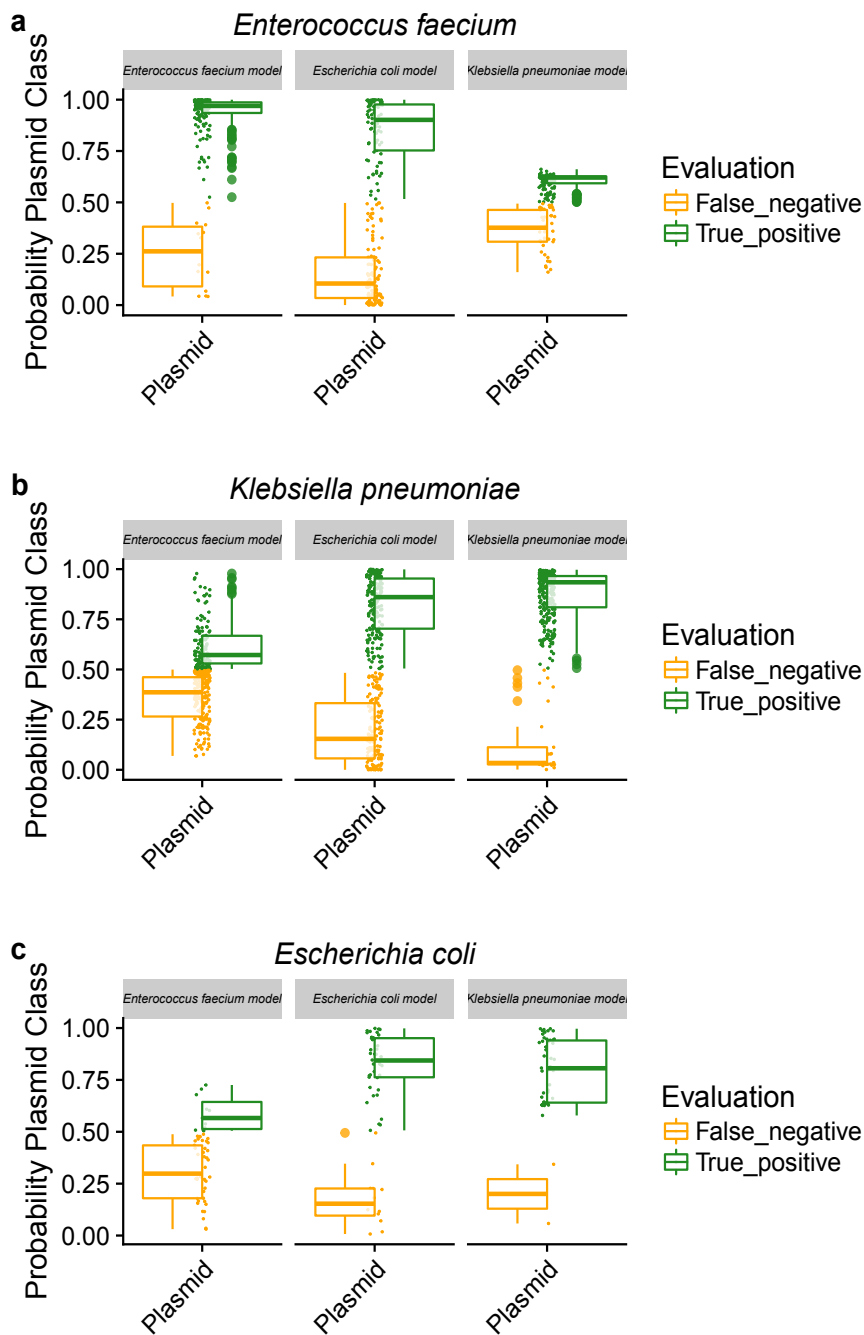 a
Enterococcus faecium
Enterococcus faecium model Escherichia coli model Klebsiella pneumoniae model
Probability Plasmid Class
1.00
0.75
0.50
0.25
0.00
Plasmid Plasmid Plasmid
Evaluation
False_negative
True_positive
b
Klebsiella pneumoniae
Enterococcus faecium model Escherichia coli model Klebsiella pneumoniae model
Probability Plasmid Class
1.00
0.75
0.50
0.25
0.00
Plasmid Plasmid Plasmid
Evaluation
False_negative
True_positive
c
Escherichia coli
Enterococcus faecium model Escherichia coli model Klebsiella pneumoniae model
Probability Plasmid Class
1.00
0.75
0.50
0.25
0.00
Plasmid Plasmid Plasmid
Evaluation
False_negative
True_positive